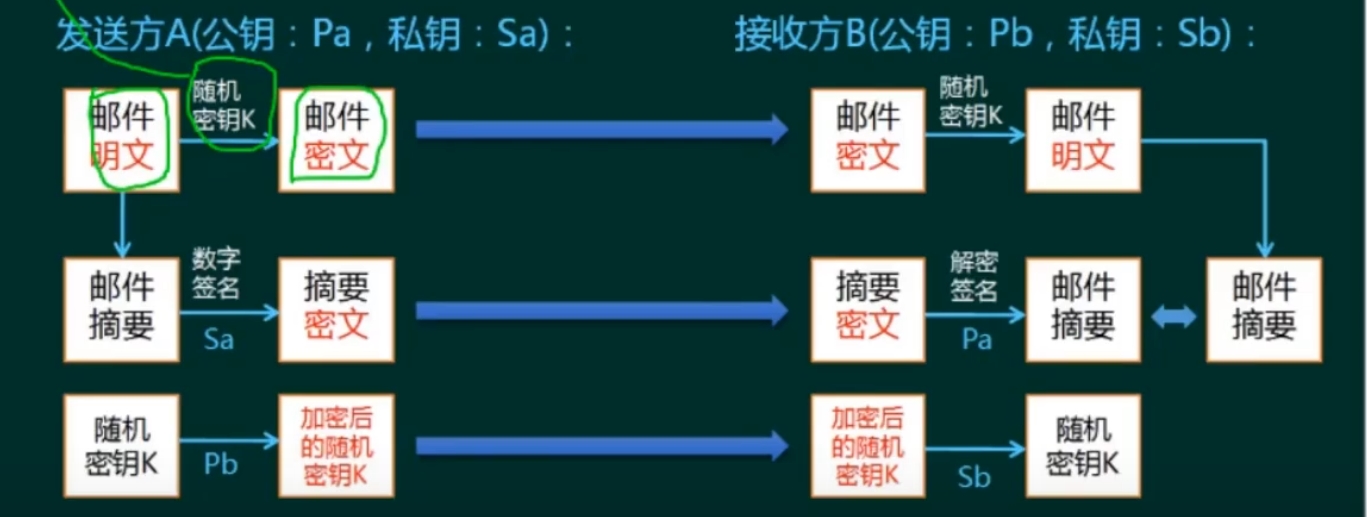 发送方A(公钥：Pa，私钥：Sa)：
接收方B(公钥：Pb，私钥：Sb)：
邮件
明文
随机
密钥K
邮件
密文
邮件
密文
随机
密钥K
邮件
明文
邮件
摘要
数字
签名
Sa
摘要
密文
摘要
密文
解密
签名
Pa
邮件
摘要
邮件
摘要
随机
密钥K
Pb
加密后
的随机
密钥K
加密后
的随机
密钥K
Sb
随机
密钥K